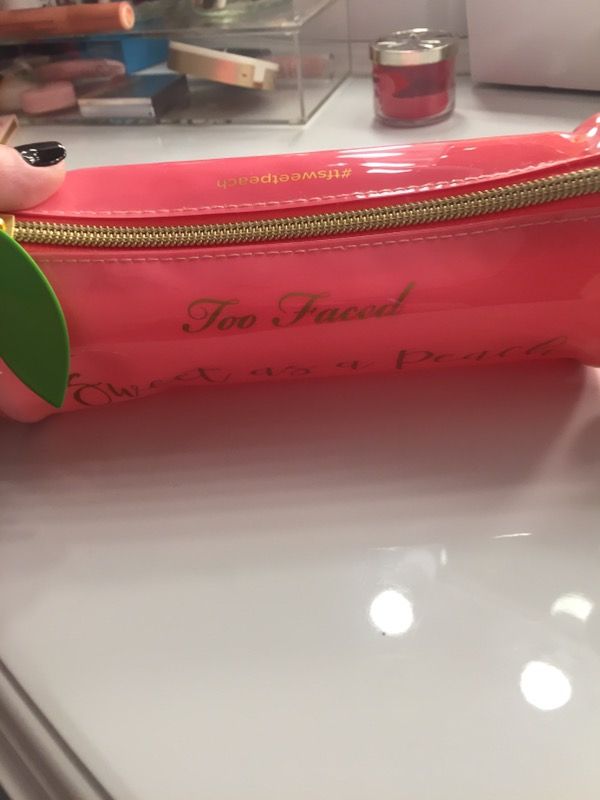 #tfsweetpeach
Too Faced
Sweet as a Peach